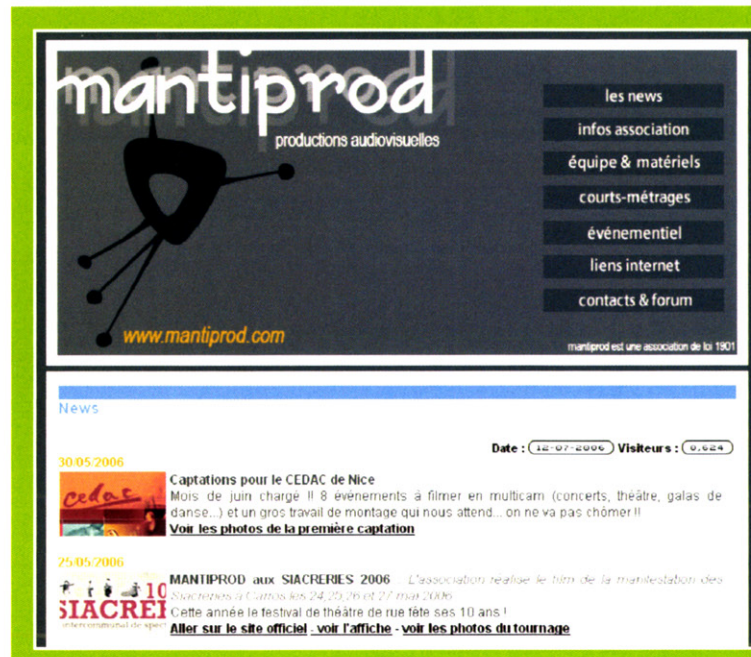 mantiprod
productions audiovisuelles
les news
infos association
équipe & matériels
courts-métrages
événementiel
liens internet
contacts & forum
www.mantiprod.com
mantiprod est une association de loi 1901
News
Date : 12-07-2006 Visiteurs : 0,624
30/05/2006
cedac
Captations pour le CEDAC de Nice
Mois de juin chargé !! 8 événements à filmer en multicam (concerts, théâtre, galas de
danse...) et un gros travail de montage qui nous attend... on ne va pas chômer !!
Voir les photos de la première captation
25/05/2006
10
SIACRE
intercommunal de spec
MANTIPROD aux SIACRERIES 2006 : L'association réalise le film de la manifestation des
Siacreries à Carros les 24,25,26 et 27 mai 2006
Cette année le festival de théâtre de rue fête ses 10 ans !
Aller sur le site officiel - voir l'affiche - voir les photos du tournage